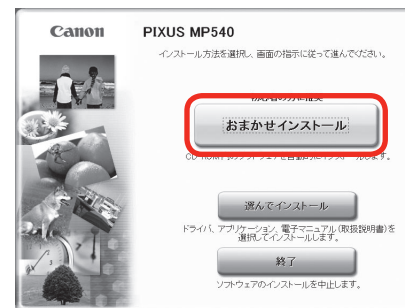 Canon
PIXUS MP540
インストール方法を選択し、画面の指示に従って進んでください。
おまかせインストール
選んでインストール
ドライバ、アプリケーション、電子マニュアル（取扱説明書）を
選択してインストールします。
終了
ソフトウェアのインストールを中止します。